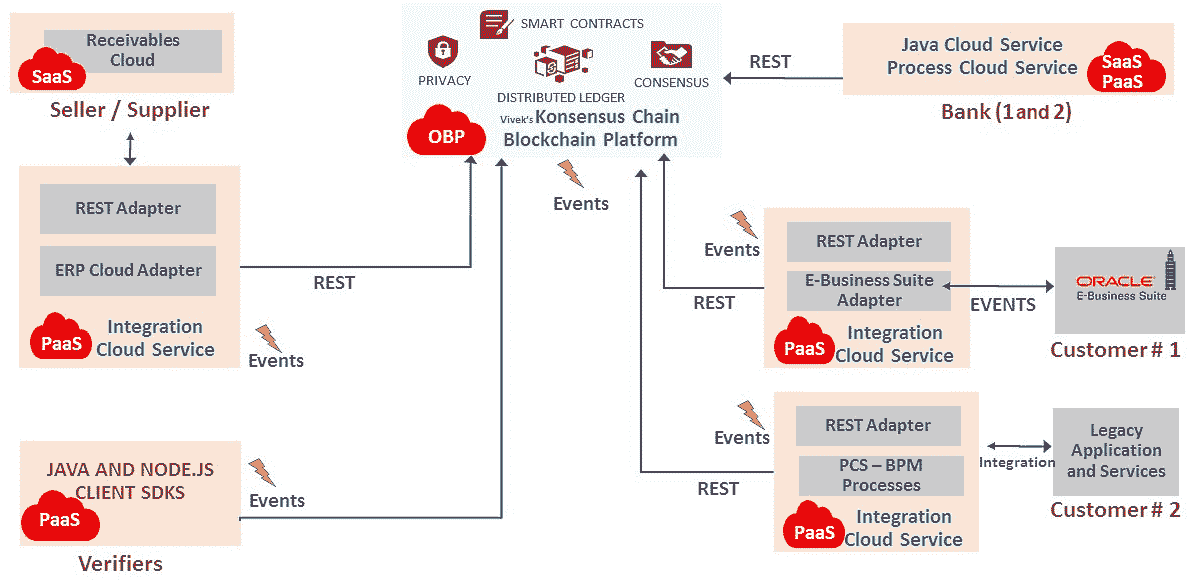 Receivables
Cloud
SaaS
Seller / Supplier
REST Adapter
ERP Cloud Adapter
PaaS
Integration
Cloud Service
Events
REST
JAVA AND NODE.JS
CLIENT SDKS
PaaS
Events
Verifiers
SMART CONTRACTS
PRIVACY
CONSENSUS
DISTRIBUTED LEDGER
Vivek's Konsensus Chain
Blockchain Platform
OBP
Events
REST
Java Cloud Service
Process Cloud Service
SaaS
PaaS
Bank (1 and 2)
Events
REST Adapter
E-Business Suite
Adapter
REST
PaaS
Integration
Cloud Service
EVENTS
ORACLE®
E-Business Suite
Customer # 1
Events
REST Adapter
PCS – BPM
Processes
REST
PaaS
Integration
Cloud Service
Integration
Legacy
Application
and Services
Customer # 2